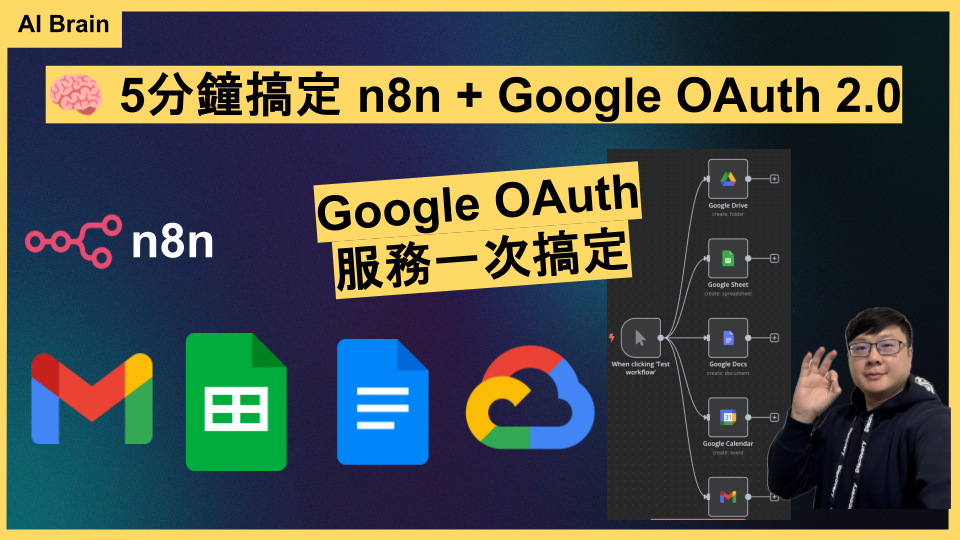 AI Brain
5分鐘搞定 n8n + Google OAuth 2.0
Google OAuth
服務一次搞定
n8n
Google Drive
create: folder
Google Sheet
create: spreadsheet
When clicking 'Test
workflow'
Google Docs
create: document
31
Google Calendar
create: event